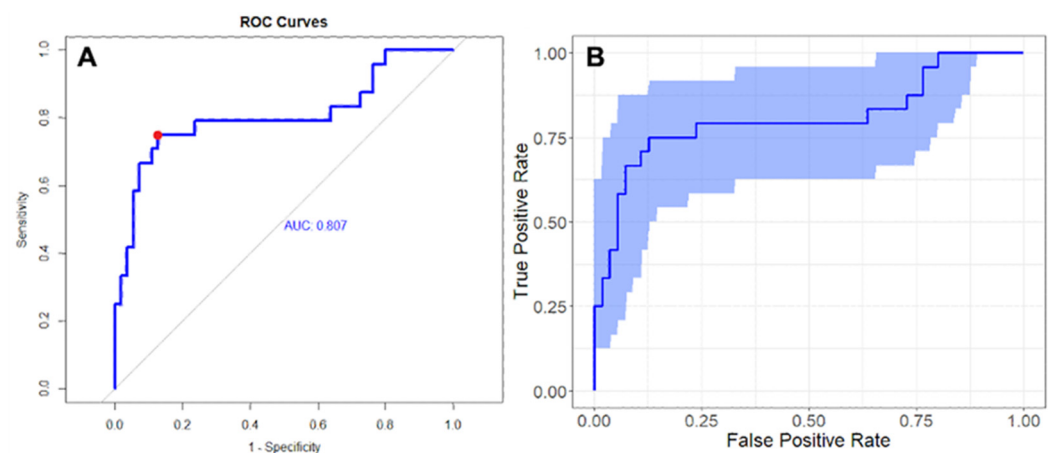 ROC Curves
A
1.0
0.8
0.6
0.4
0.2
0.0
Sensitivity
AUC: 0.807
0.0 0.2 0.4 0.6 0.8 1.0
1 - Specificity
B
1.00
0.75
0.50
0.25
0.00
True Positive Rate
0.00 0.25 0.50 0.75 1.00
False Positive Rate